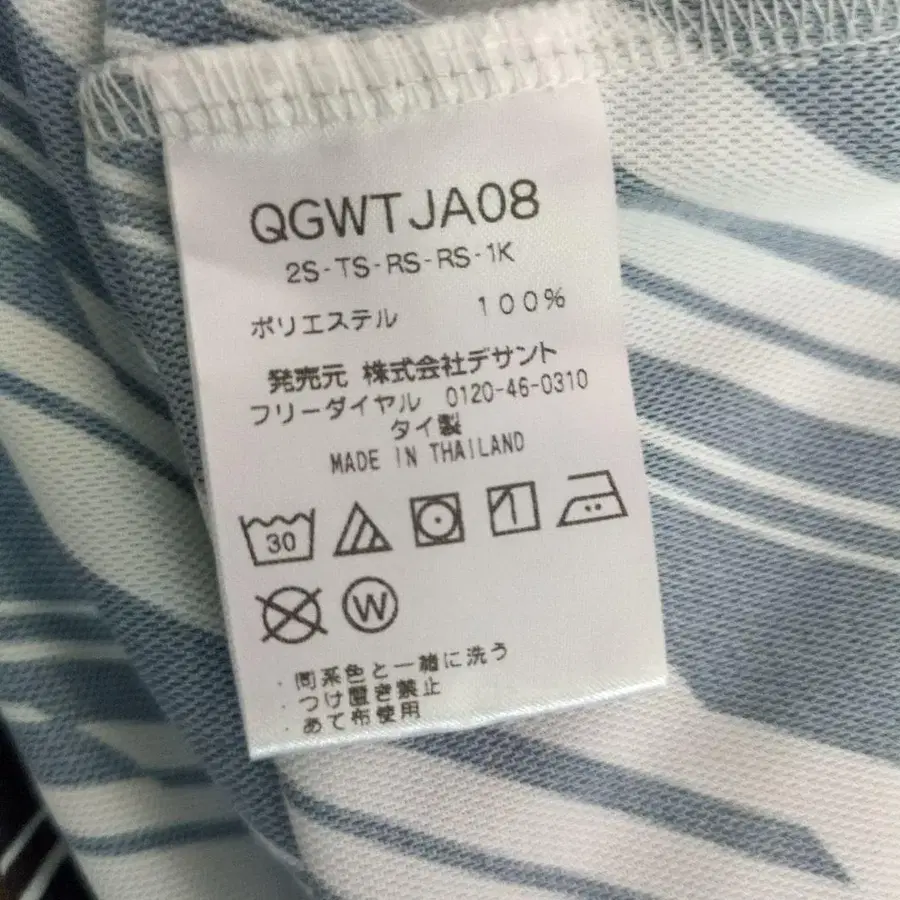 QGWTJA08
2S-TS-RS-RS-1K
ポリエステル 100%
発売元 株式会社デサント
フリーダイヤル 0120-46-0310
タイ製
MADE IN THAILAND
30
W
・同系色と一緒に洗う
・つけ置き禁止
・あて布使用